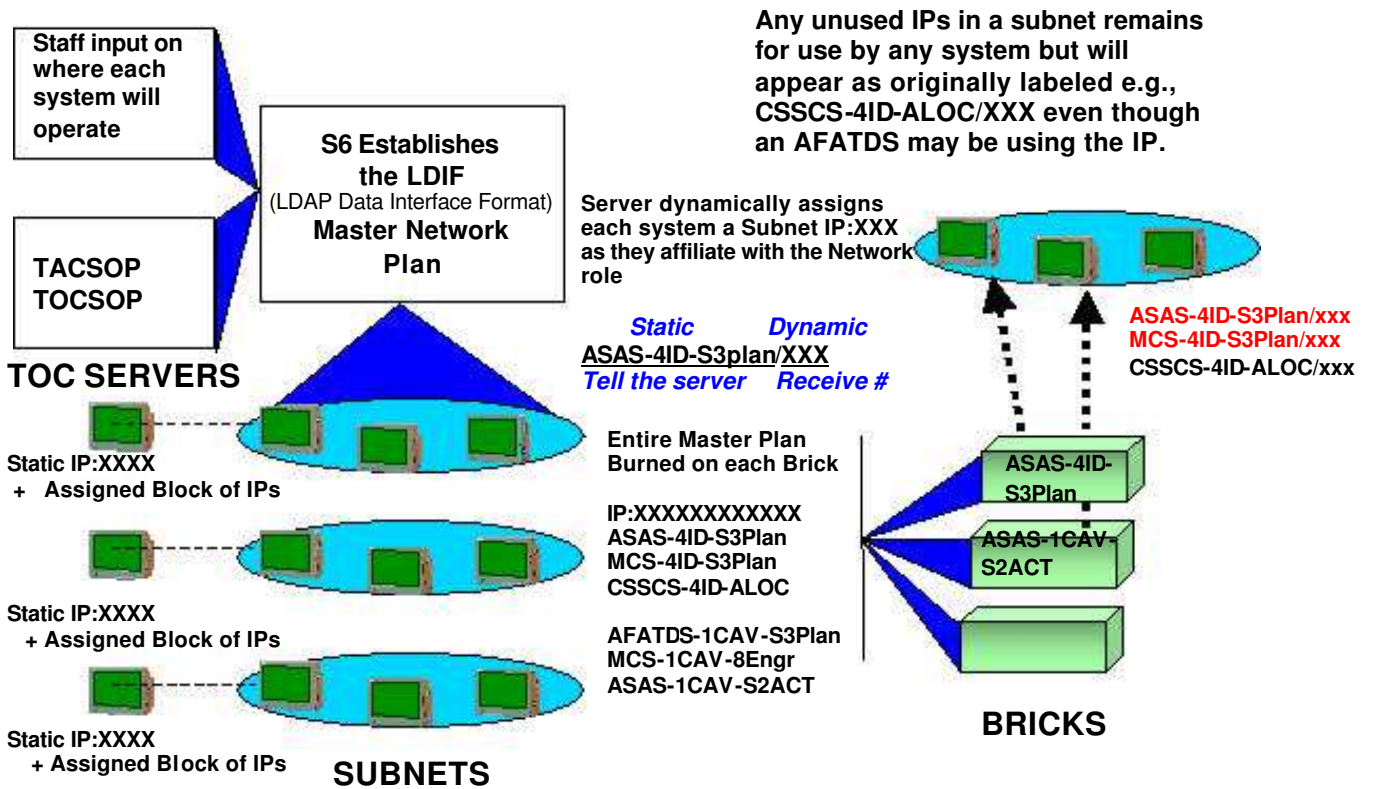 Staff input on
where each
system will
operate
TACSOP
TOCSOP
S6 Establishes
the LDIF
(LDAP Data Interface Format)
Master Network
Plan
Any unused IPs in a subnet remains
for use by any system but will
appear as originally labeled e.g.,
CSSCS-4ID-ALOC/XXX even though
an AFATDS may be using the IP.
Server dynamically assigns
each system a Subnet IP:XXX
as they affiliate with the Network
role
Static Dynamic
ASAS-4ID-S3plan/XXX
Tell the server Receive #
ASAS-4ID-S3Plan/xxx
MCS-4ID-S3Plan/xxx
CSSCS-4ID-ALOC/xxx
TOC SERVERS
Static IP:XXXX
+ Assigned Block of IPs
Static IP:XXXX
+ Assigned Block of IPs
Static IP:XXXX
+ Assigned Block of IPs
SUBNETS
Entire Master Plan
Burned on each Brick
IP:XXXXXXXXXXXX
ASAS-4ID-S3Plan
MCS-4ID-S3Plan
CSSCS-4ID-ALOC
AFATDS-1CAV-S3Plan
MCS-1CAV-8Engr
ASAS-1CAV-S2ACT
ASAS-4ID-
S3Plan
ASAS-1CAV-
S2ACT
BRICKS